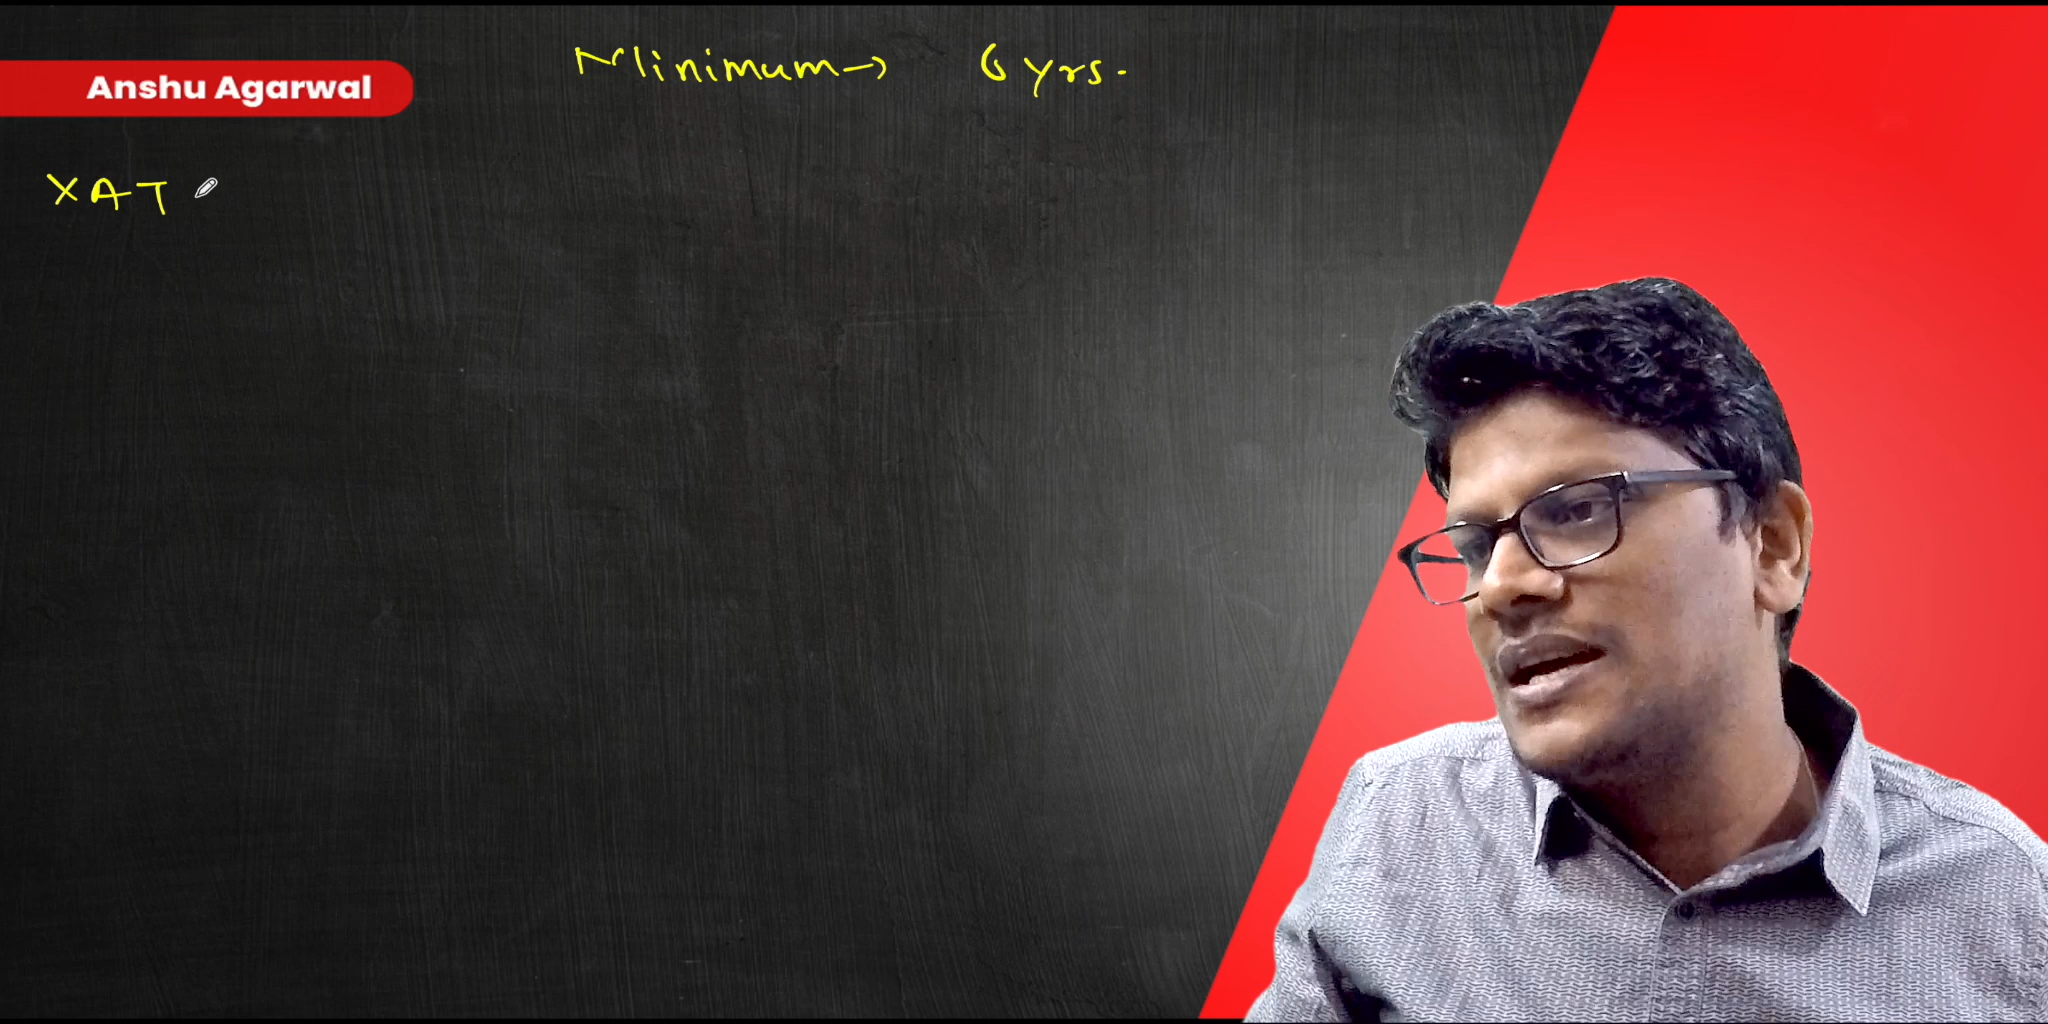 Minimum → 6 yrs.
Anshu Agarwal
XAT